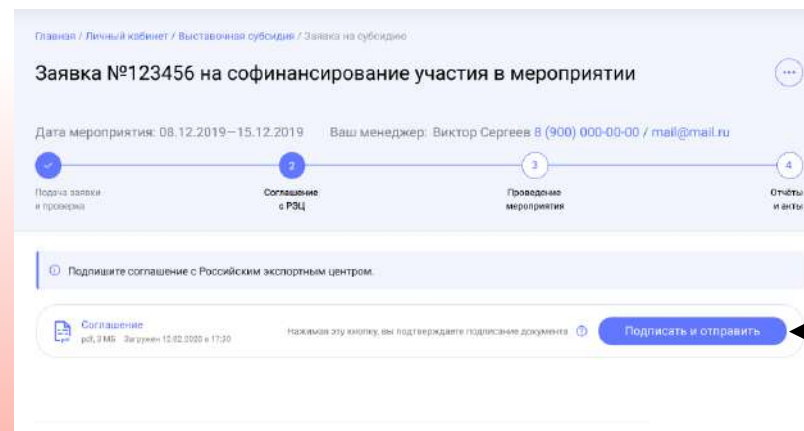 Главная / Личный кабинет / Выставочная субсидия / Заявка на субсидию
Заявка №123456 на софинансирование участия в мероприятии
Дата мероприятия: 08.12.2019—15.12.2019 Ваш менеджер: Виктор Сергеев 8 (900) 000-00-00 / mail@mail.ru
2 3 4
Подача заявки Соглашение Проведение Отчёты
и проверка с РЭЦ мероприятия и акты
Подпишите соглашение с Российским экспортным центром.
Соглашение
pdf, 3 МБ Загружен 12.02.2020 в 17:30
Нажимая эту кнопку, вы подтверждаете подписание документа ? Подписать и отправить